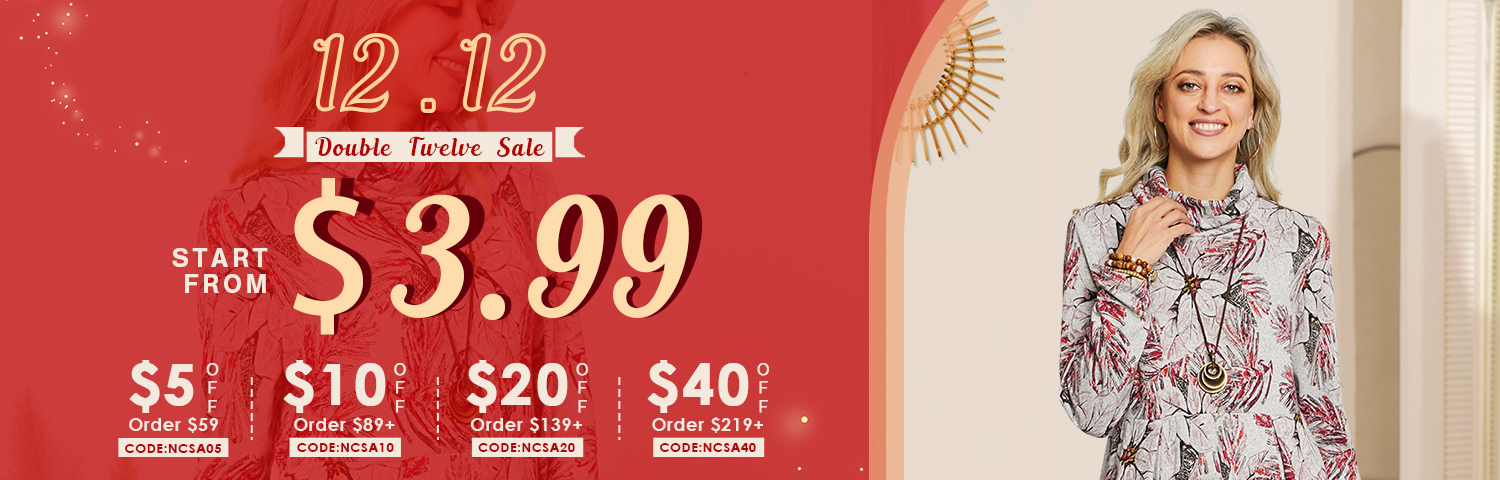 12.12
Double Twelve Sale
START
FROM
$3.99
$5 OFF
Order $59
CODE:NCSA05
$10 OFF
Order $89+
CODE:NCSA10
$20 OFF
Order $139+
CODE:NCSA20
$40 OFF
Order $219+
CODE:NCSA40